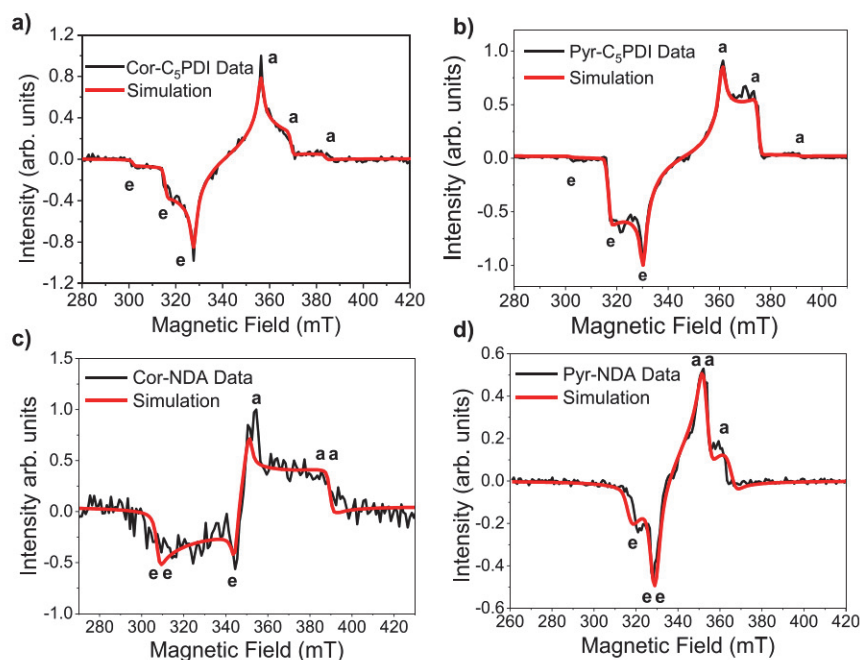 a)
Cor-C₅PDI Data
Simulation
a
a
a
e
e
e
Intensity (arb. units)
1.2
0.8
0.4
0.0
-0.4
-0.8
-1.2
280 300 320 340 360 380 400 420
Magnetic Field (mT)
b)
Pyr-C₅PDI Data
Simulation
a
a
a
e
e
e
Intensity (arb. units)
1.0
0.5
0.0
-0.5
-1.0
280 300 320 340 360 380 400
Magnetic Field (mT)
c)
Cor-NDA Data
Simulation
a
a a
e e
e
Intensity arb. units)
1.5
1.0
0.5
0.0
-0.5
-1.0
280 300 320 340 360 380 400 420
Magnetic Field (mT)
d)
Pyr-NDA Data
Simulation
a a
a
e
e e
Intensity (arb. units)
0.6
0.4
0.2
0.0
-0.2
-0.4
-0.6
260 280 300 320 340 360 380 400 420
Magnetic Field (mT)